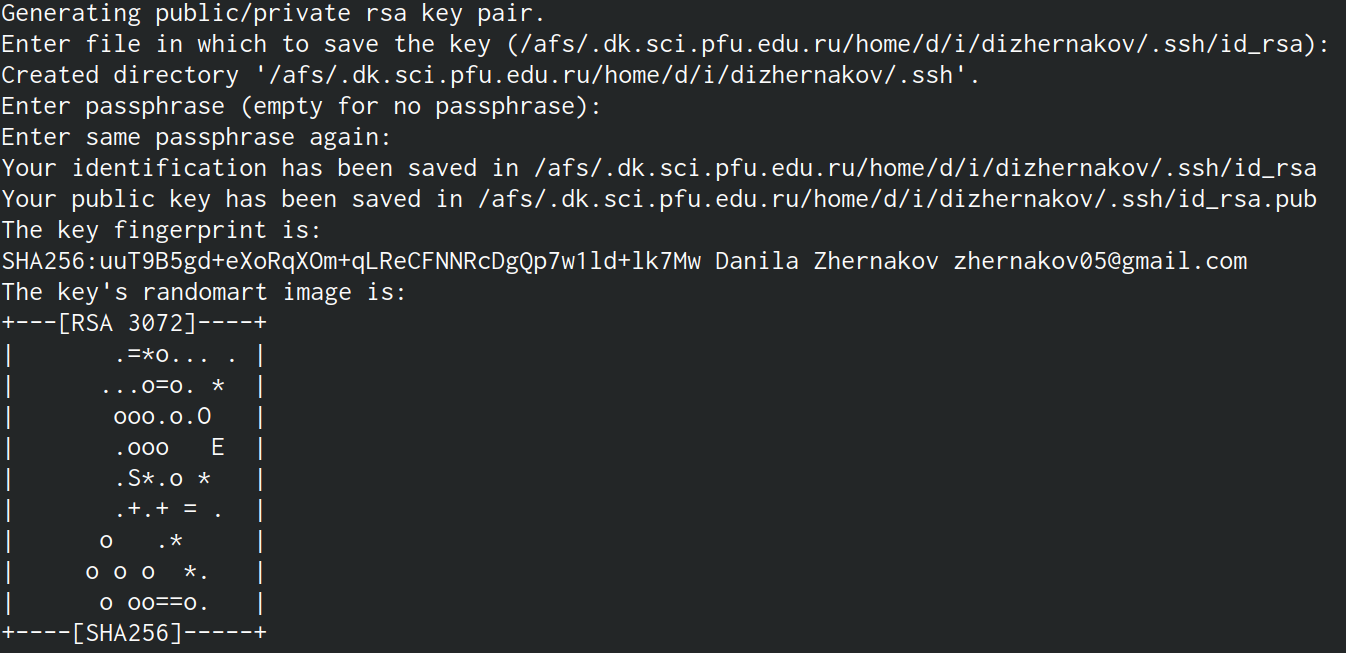 Generating public/private rsa key pair.
Enter file in which to save the key (/afs/.dk.sci.pfu.edu.ru/home/d/i/dizhernakov/.ssh/id_rsa):
Created directory '/afs/.dk.sci.pfu.edu.ru/home/d/i/dizhernakov/.ssh'.
Enter passphrase (empty for no passphrase):
Enter same passphrase again:
Your identification has been saved in /afs/.dk.sci.pfu.edu.ru/home/d/i/dizhernakov/.ssh/id_rsa
Your public key has been saved in /afs/.dk.sci.pfu.edu.ru/home/d/i/dizhernakov/.ssh/id_rsa.pub
The key fingerprint is:
SHA256:uuT9B5gd+eXoRqXOm+qLReCFNNRcDgQp7w1ld+lk7Mw Danila Zhernakov zhernakov05@gmail.com
The key's randomart image is:
+---[RSA 3072]----+
|       .=*o... . |
|      ...o=o. *  |
|       ooo.o.O   |
|       .ooo   E  |
|       .S*.o *   |
|       .+.+ = .  |
|      o   .*     |
|     o o o  *.   |
|      o oo==o.   |
+----[SHA256]-----+